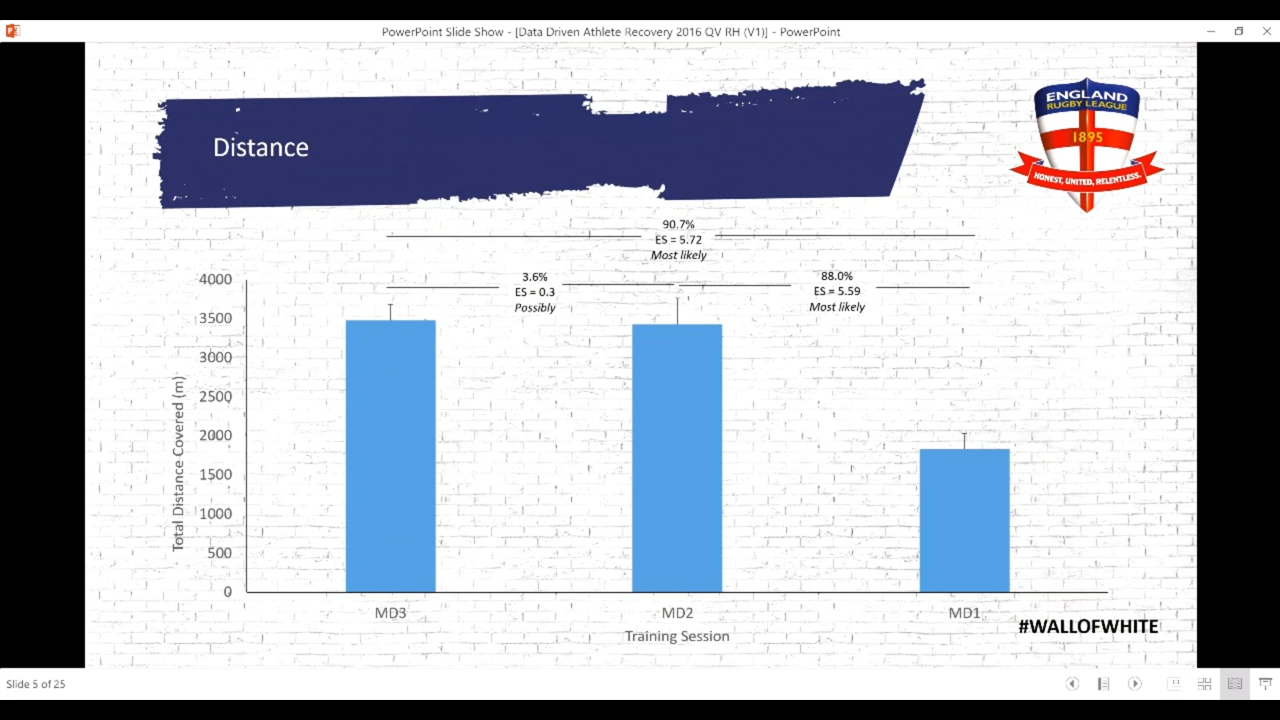 PowerPoint Slide Show - [Data Driven Athlete Recovery 2016 QV RH (V1)] - PowerPoint
Distance
ENGLAND
RUGBY LEAGUE
1895
HONEST, UNITED, RELENTLESS.
90.7%
ES = 5.72
Most likely
3.6%
ES = 0.3
Possibly
88.0%
ES = 5.59
Most likely
Total Distance Covered (m)
4000
3500
3000
2500
2000
1500
1000
500
0
MD3
MD2
MD1
Training Session
#WALLOFWHITE
Slide 5 of 25